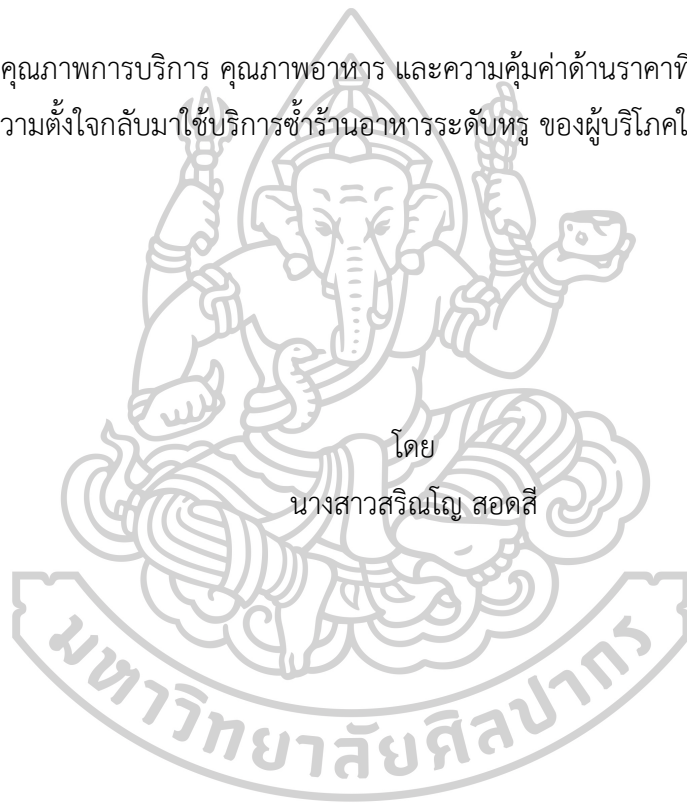 คุณภาพการบริการ คุณภาพอาหาร และความคุ้มค่าด้านราคาที
วามตั้งใจกลับมาใช้บริการซ้ำร้านอาหารระดับหรู ของผู้บริโภคใ
โดย
นางสาวสริณโญ สอดสี
มหาวิทยาลัยศิลปากร